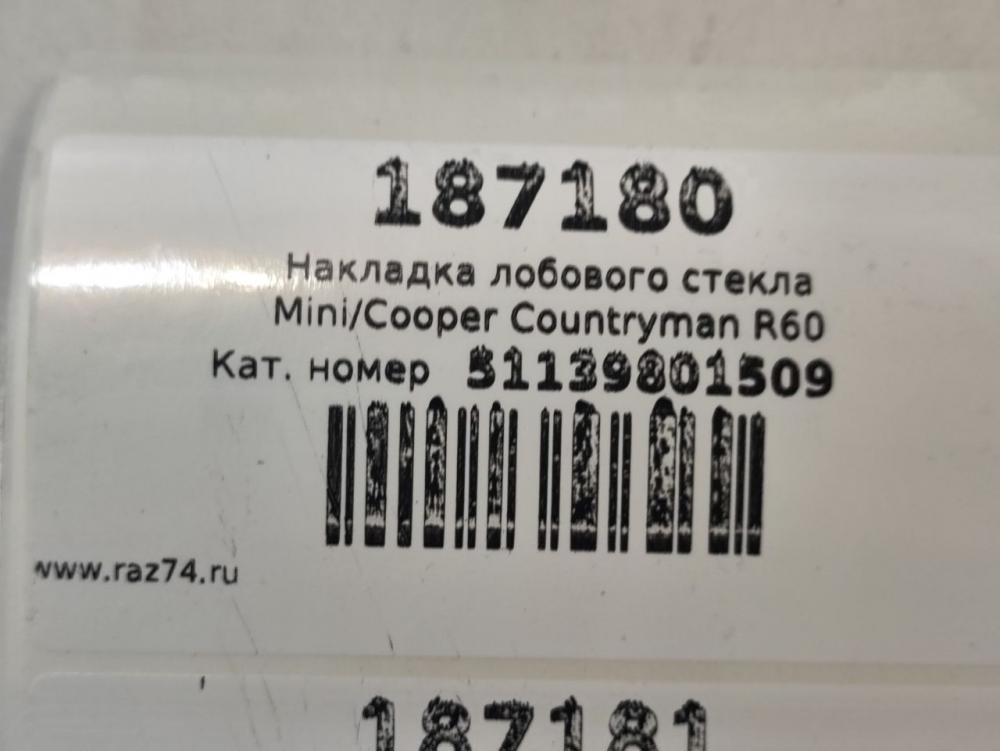 187180
Накладка лобового стекла
Mini/Cooper Countryman R60
Кат. номер 51139801509
www.raz74.ru
187181